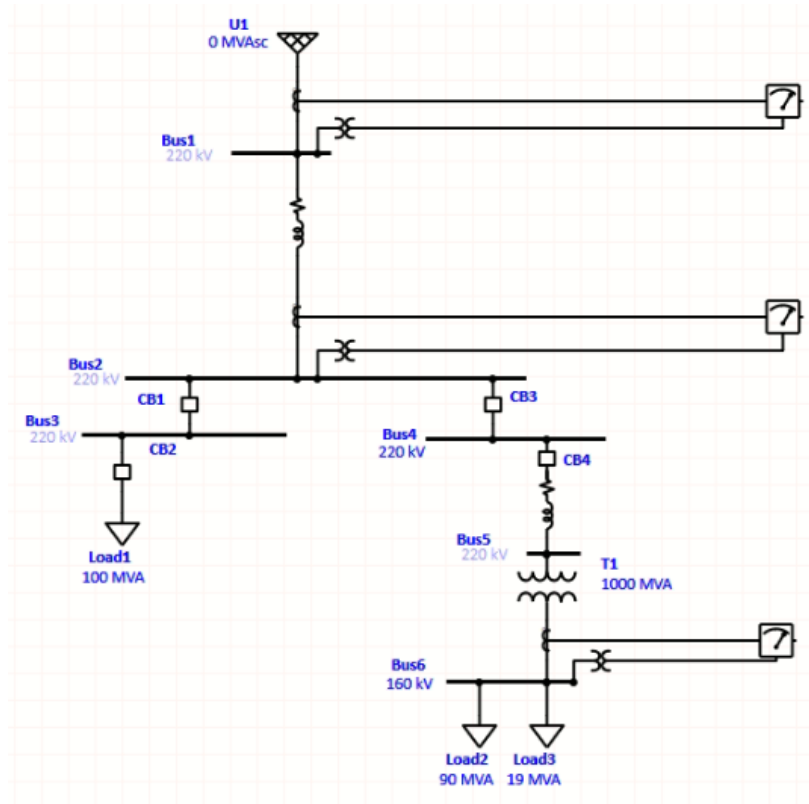 U1
0 MVAsc
Bus1
220 kV
Bus2
220 kV
CB1
CB3
Bus3
220 kV
CB2
Bus4
220 kV
CB4
Bus5
220 kV
T1
1000 MVA
Load1
100 MVA
Bus6
160 kV
Load2
90 MVA
Load3
19 MVA